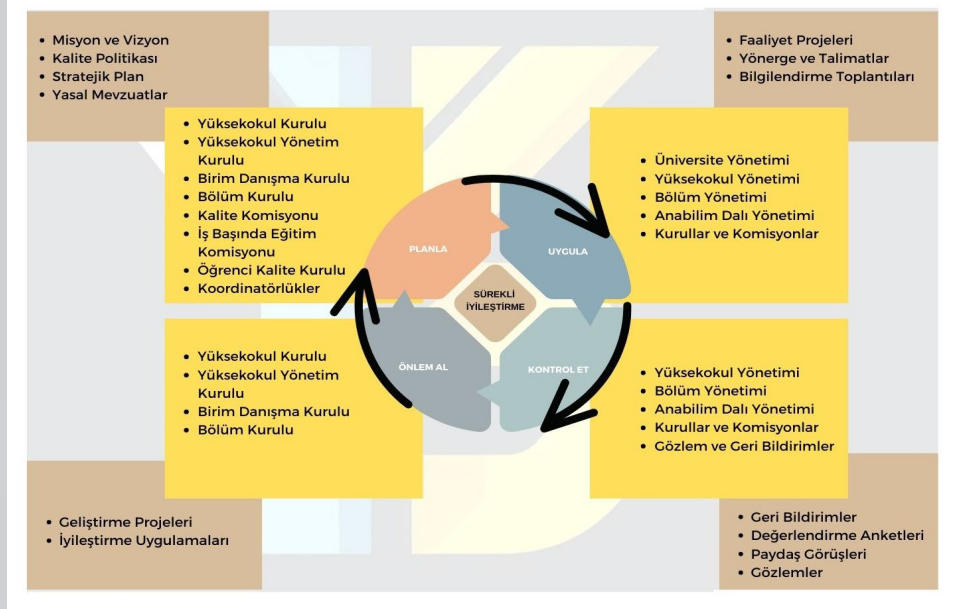 • Misyon ve Vizyon
• Kalite Politikası
• Stratejik Plan
• Yasal Mevzuatlar
• Faaliyet Projeleri
• Yönerge ve Talimatlar
• Bilgilendirme Toplantıları
• Yüksekokul Kurulu
• Yüksekokul Yönetim
Kurulu
• Birim Danışma Kurulu
• Bölüm Kurulu
• Kalite Komisyonu
• İş Başında Eğitim
Komisyonu
• Öğrenci Kalite Kurulu
• Koordinatörlükler
• Üniversite Yönetimi
• Yüksekokul Yönetimi
• Bölüm Yönetimi
• Anabilim Dalı Yönetimi
• Kurullar ve Komisyonlar
PLANLA
UYGULA
SÜREKLİ
İYİLEŞTİRME
ÖNLEM AL
KONTROL ET
• Yüksekokul Kurulu
• Yüksekokul Yönetim
Kurulu
• Birim Danışma Kurulu
• Bölüm Kurulu
• Yüksekokul Yönetimi
• Bölüm Yönetimi
• Anabilim Dalı Yönetimi
• Kurullar ve Komisyonlar
• Gözlem ve Geri Bildirimler
• Geliştirme Projeleri
• İyileştirme Uygulamaları
• Geri Bildirimler
• Değerlendirme Anketleri
• Paydaş Görüşleri
• Gözlemler